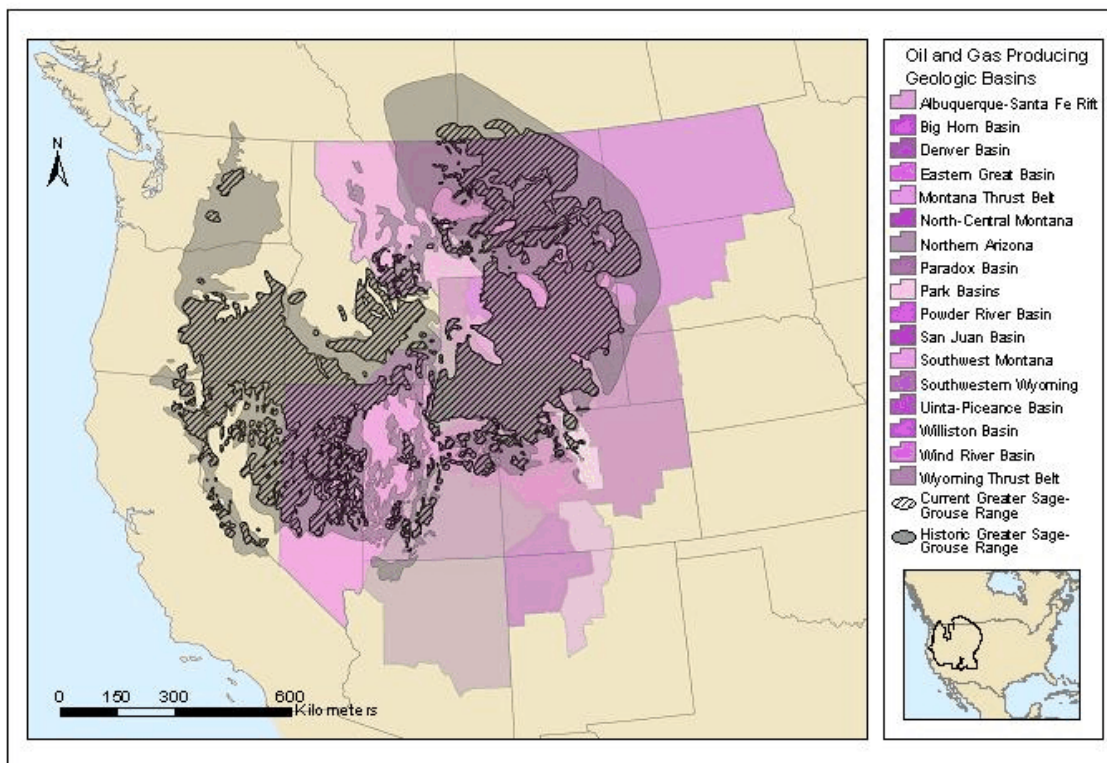 N
0 150 300 600
Kilometers
Oil and Gas Producing
Geologic Basins
Albuquerque-Santa Fe Rift
Big Horn Basin
Denver Basin
Eastern Great Basin
Montana Thrust Belt
North-Central Montana
Northern Arizona
Paradox Basin
Park Basins
Powder River Basin
San Juan Basin
Southwest Montana
Southwestern Wyoming
Uinta-Piceance Basin
Williston Basin
Wind River Basin
Wyoming Thrust Belt
Current Greater Sage-
Grouse Range
Historic Greater Sage-
Grouse Range